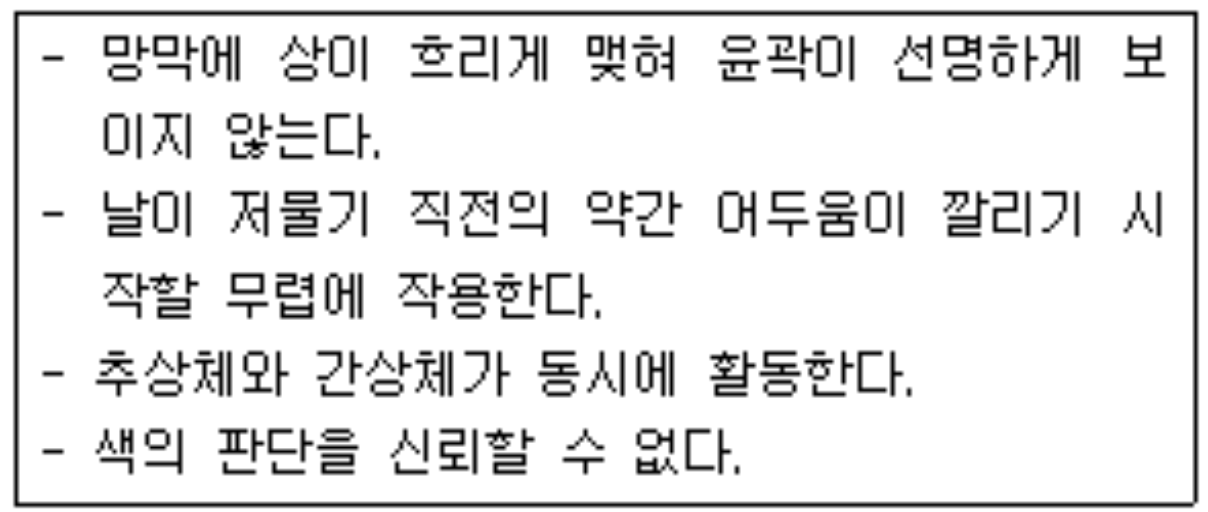 - 망막에 상이 흐리게 맺혀 윤곽이 선명하게 보
이지 않는다.
- 날이 저물기 직전의 약간 어두움이 깔리기 시
작할 무렵에 작용한다.
- 추상체와 간상체가 동시에 활동한다.
- 색의 판단을 신뢰할 수 없다.